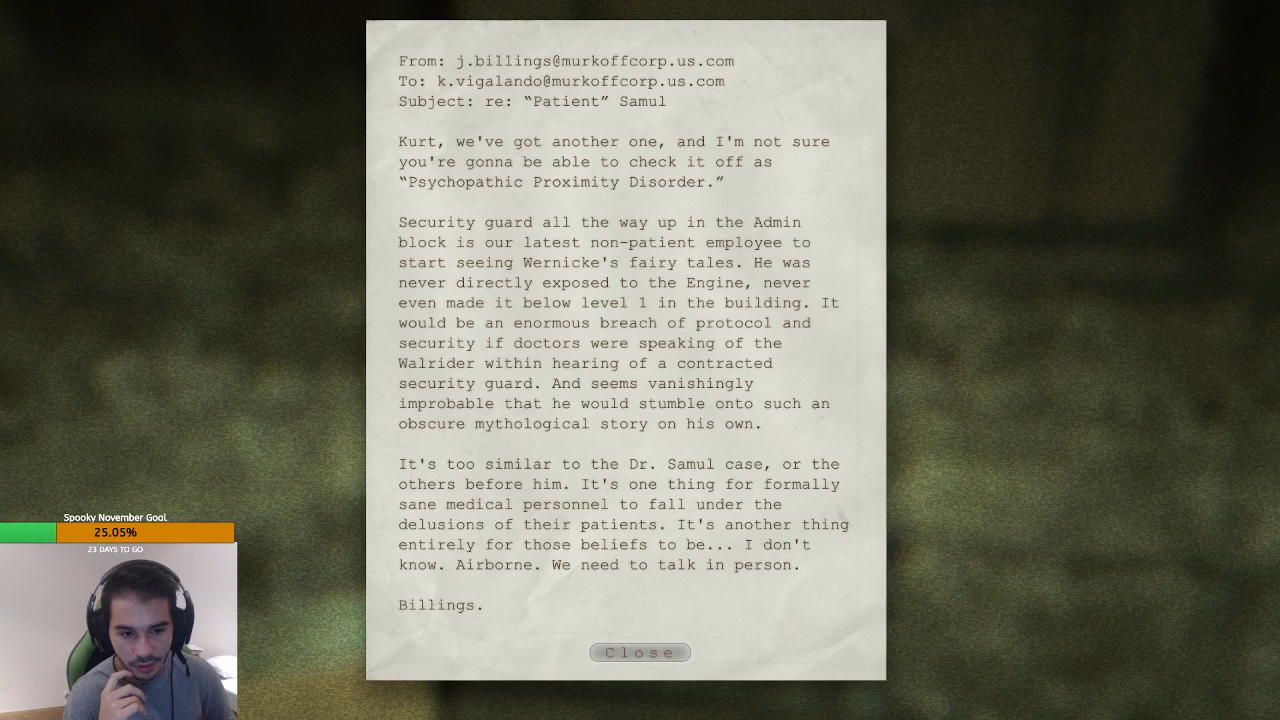 From: j.billings@murkoffcorp.us.com
To: k.vigalando@murkoffcorp.us.com
Subject: re: “Patient” Samul
Kurt, we've got another one, and I'm not sure
you're gonna be able to check it off as
“Psychopathic Proximity Disorder.”
Security guard all the way up in the Admin
block is our latest non-patient employee to
start seeing Wernicke's fairy tales. He was
never directly exposed to the Engine, never
even made it below level 1 in the building. It
would be an enormous breach of protocol and
security if doctors were speaking of the
Walrider within hearing of a contracted
security guard. And seems vanishingly
improbable that he would stumble onto such an
obscure mythological story on his own.
It's too similar to the Dr. Samul case, or the
others before him. It's one thing for formally
sane medical personnel to fall under the
delusions of their patients. It's another thing
entirely for those beliefs to be... I don't
know. Airborne. We need to talk in person.
Billings.
Close
Spooky November Goal
25.05%
23 DAYS TO GO